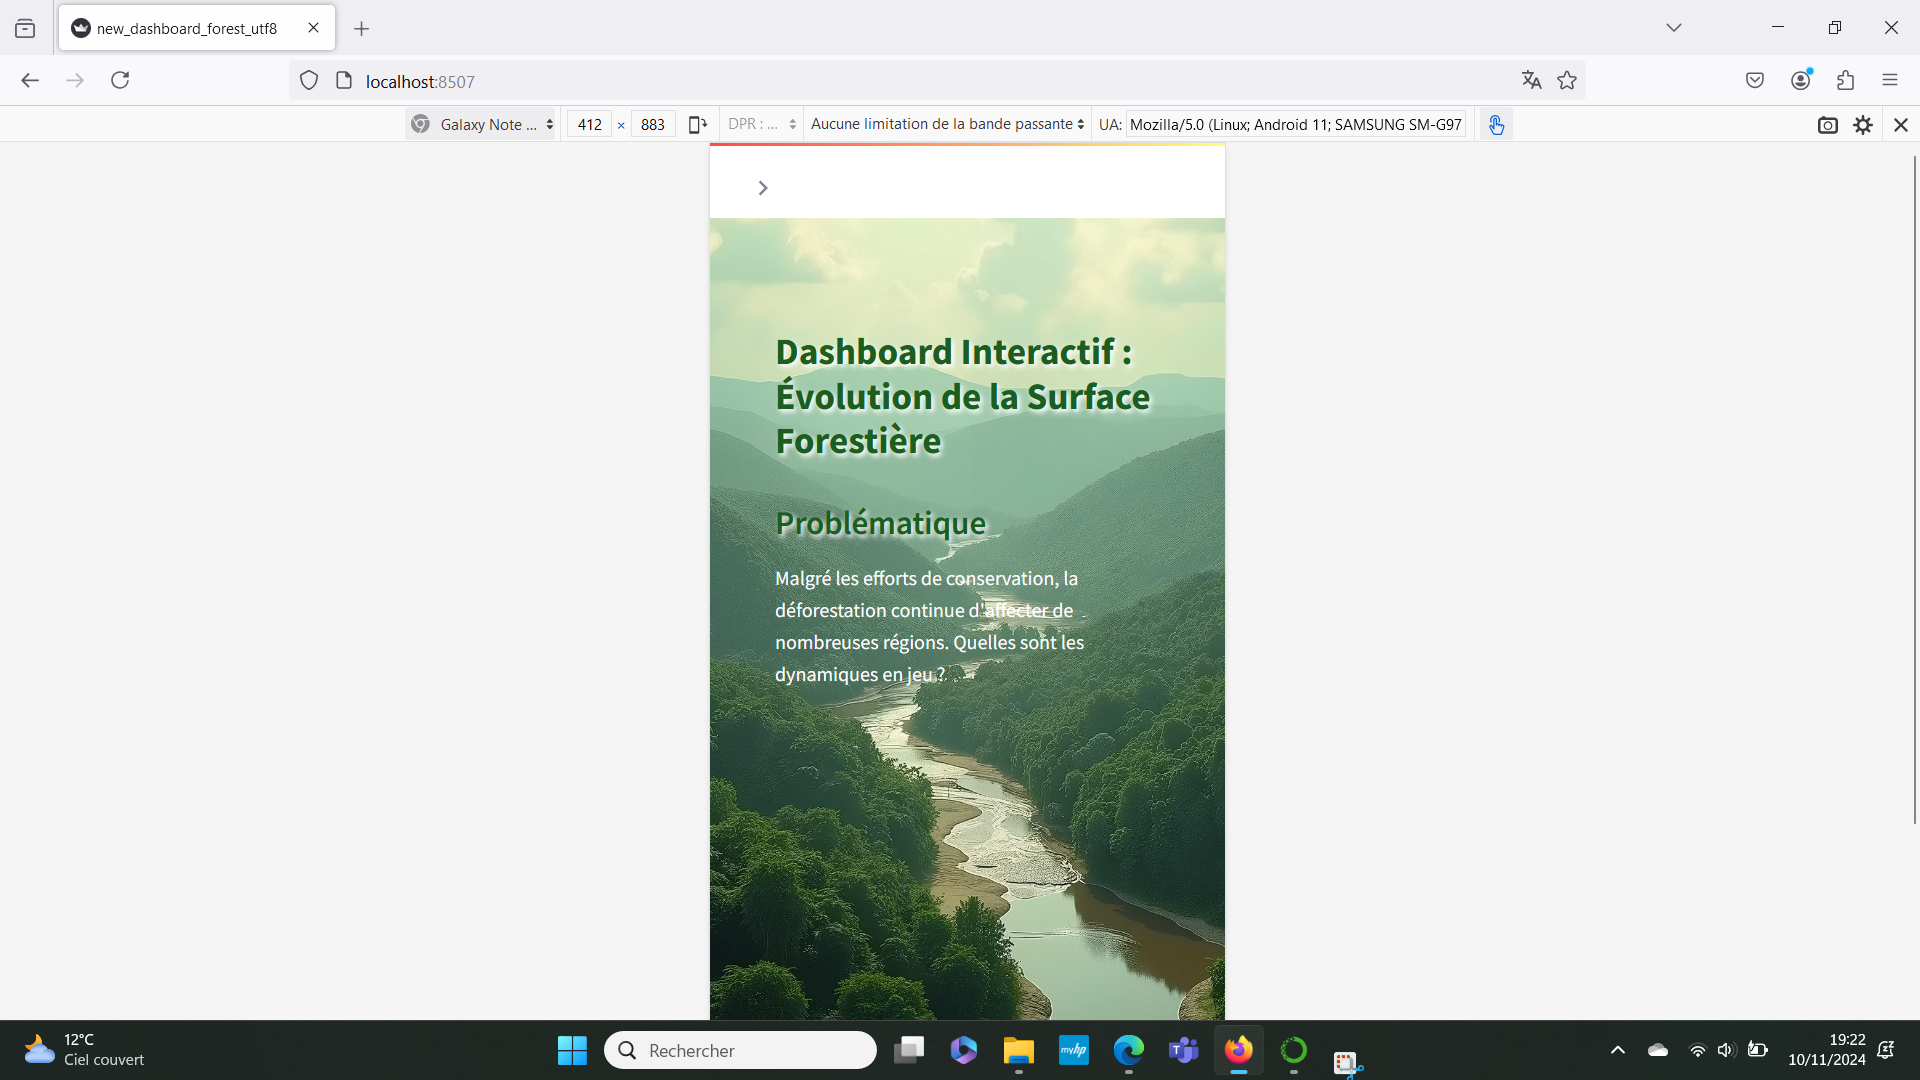 new_dashboard_forest_utf8
localhost:8507
Galaxy Note ...
412 × 883
DPR : ...
Aucune limitation de la bande passante
UA: Mozilla/5.0 (Linux; Android 11; SAMSUNG SM-G97
Dashboard Interactif :
Évolution de la Surface
Forestière
Problématique
Malgré les efforts de conservation, la
déforestation continue d'affecter de
nombreuses régions. Quelles sont les
dynamiques en jeu ?
12°C
Ciel couvert
Rechercher
myhp
T
19:22
10/11/2024